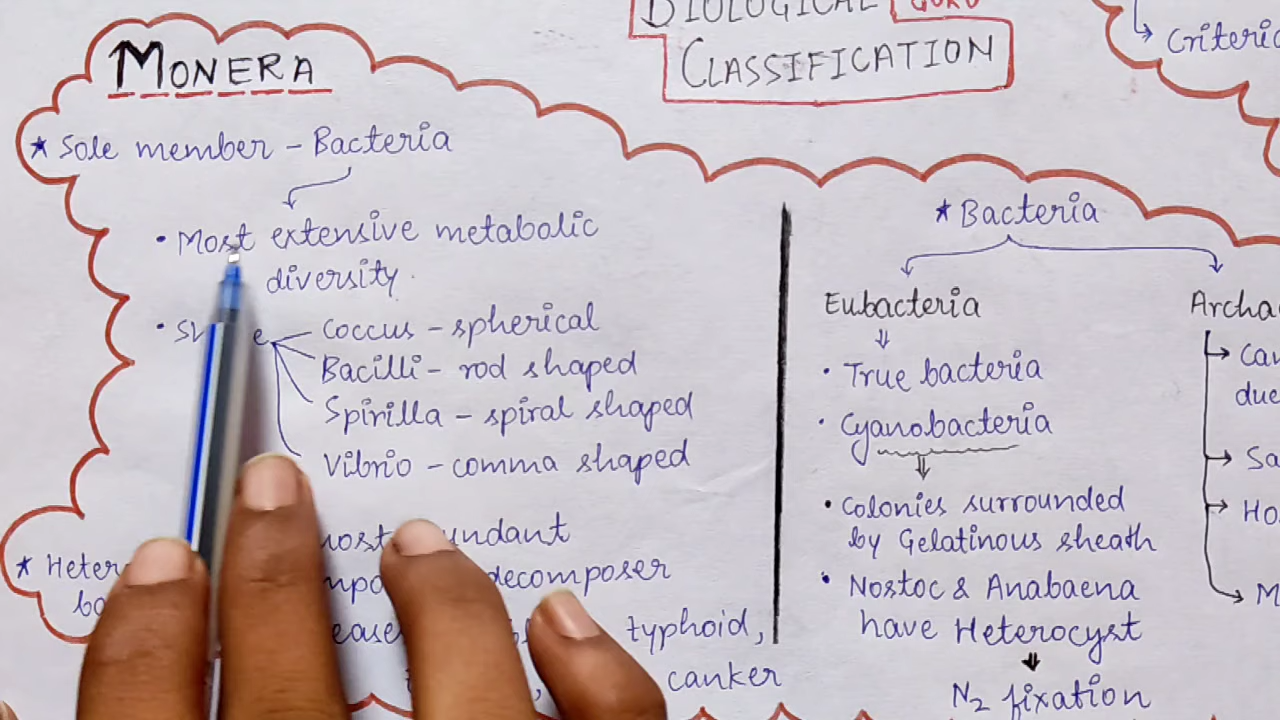 BIOLOGICAL
CLASSIFICATION
MONERA
★ Sole member - Bacteria
• Most extensive metabolic
diversity.
Coccus - spherical
Bacilli - rod shaped
Spirilla - spiral shaped
Vibrio - comma shaped
decomposer
typhoid,
canker
★ Bacteria
Eubacteria
• True bacteria
• Cyanobacteria
• Colonies surrounded
by Gelatinous sheath
• Nostoc & Anabaena
have Heterocyst
N2 fixation
due